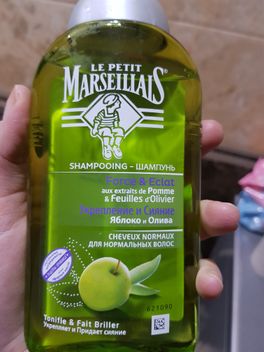 LE PETIT
MARSEILLAIS
SHAMPOOING - ШАМПУНЬ
Force & Eclat
aux extraits de Pomme
& Feuilles d'Olivier
Укрепление и Сияние
Яблоко и Олива
CHEVEUX NORMAUX
ДЛЯ НОРМАЛЬНЫХ ВОЛОС
621090
Tonifie & Fait Briller
Укрепляет и Придает сияние